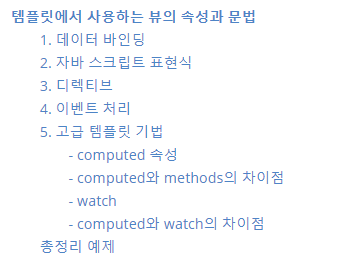 템플릿에서 사용하는 뷰의 속성과 문법
1. 데이터 바인딩
2. 자바 스크립트 표현식
3. 디렉티브
4. 이벤트 처리
5. 고급 템플릿 기법
- computed 속성
- computed와 methods의 차이점
- watch
- computed와 watch의 차이점
총정리 예제